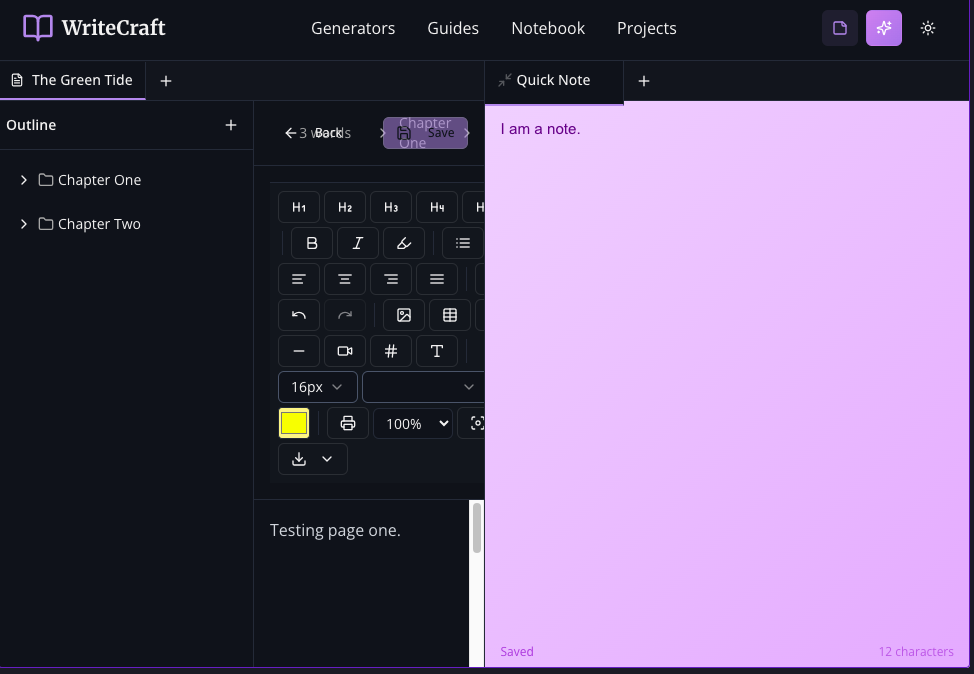 WriteCraft
Generators Guides Notebook Projects
The Green Tide
Quick Note
Outline
3 words
Back
Chapter One
Save
Chapter One
Chapter Two
H1 H2 H3 H4 H
B I
# T
16px
100%
Testing page one.
I am a note.
Saved
12 characters